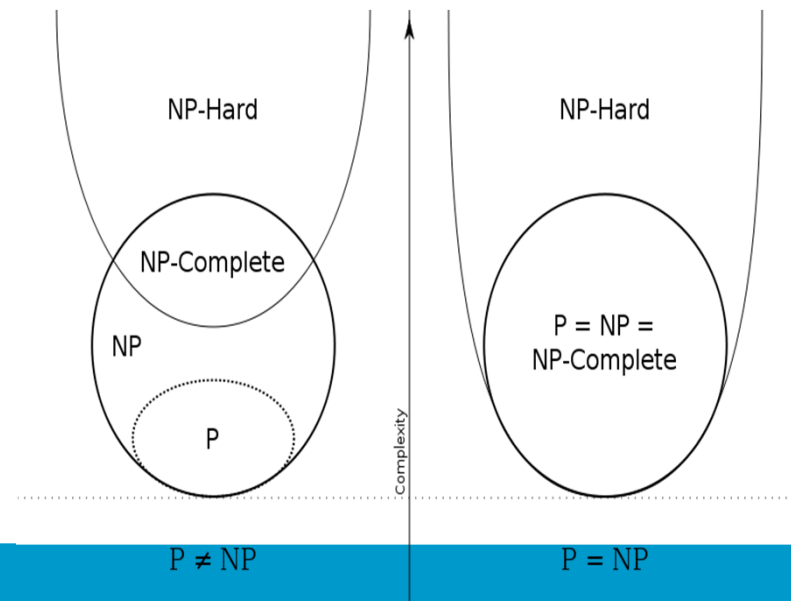 NP-Hard
NP-Complete
NP
P
P ≠ NP
Complexity
NP-Hard
P = NP =
NP-Complete
P = NP